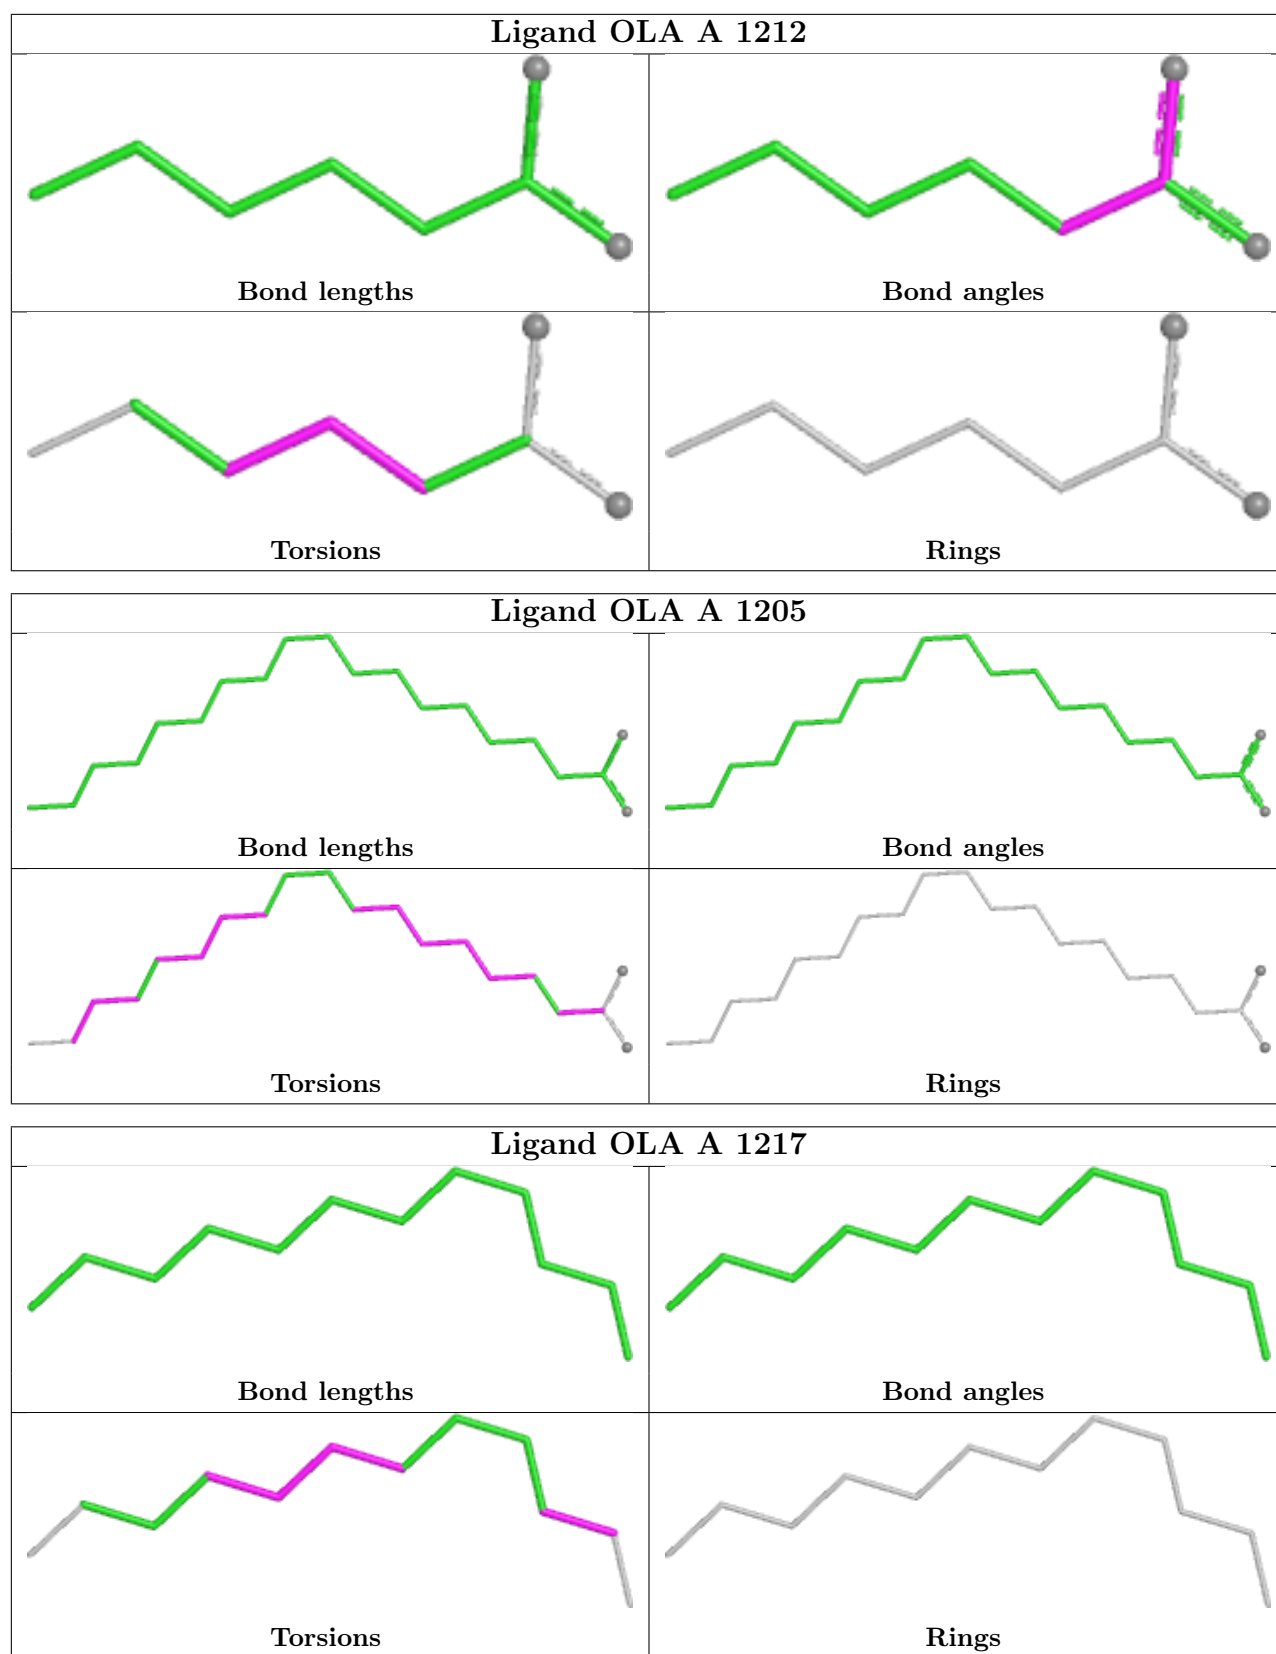 Ligand OLA A 1212
Bond lengths
Bond angles
Torsions
Rings
Ligand OLA A 1205
Bond lengths
Bond angles
Torsions
Rings
Ligand OLA A 1217
Bond lengths
Bond angles
Torsions
Rings